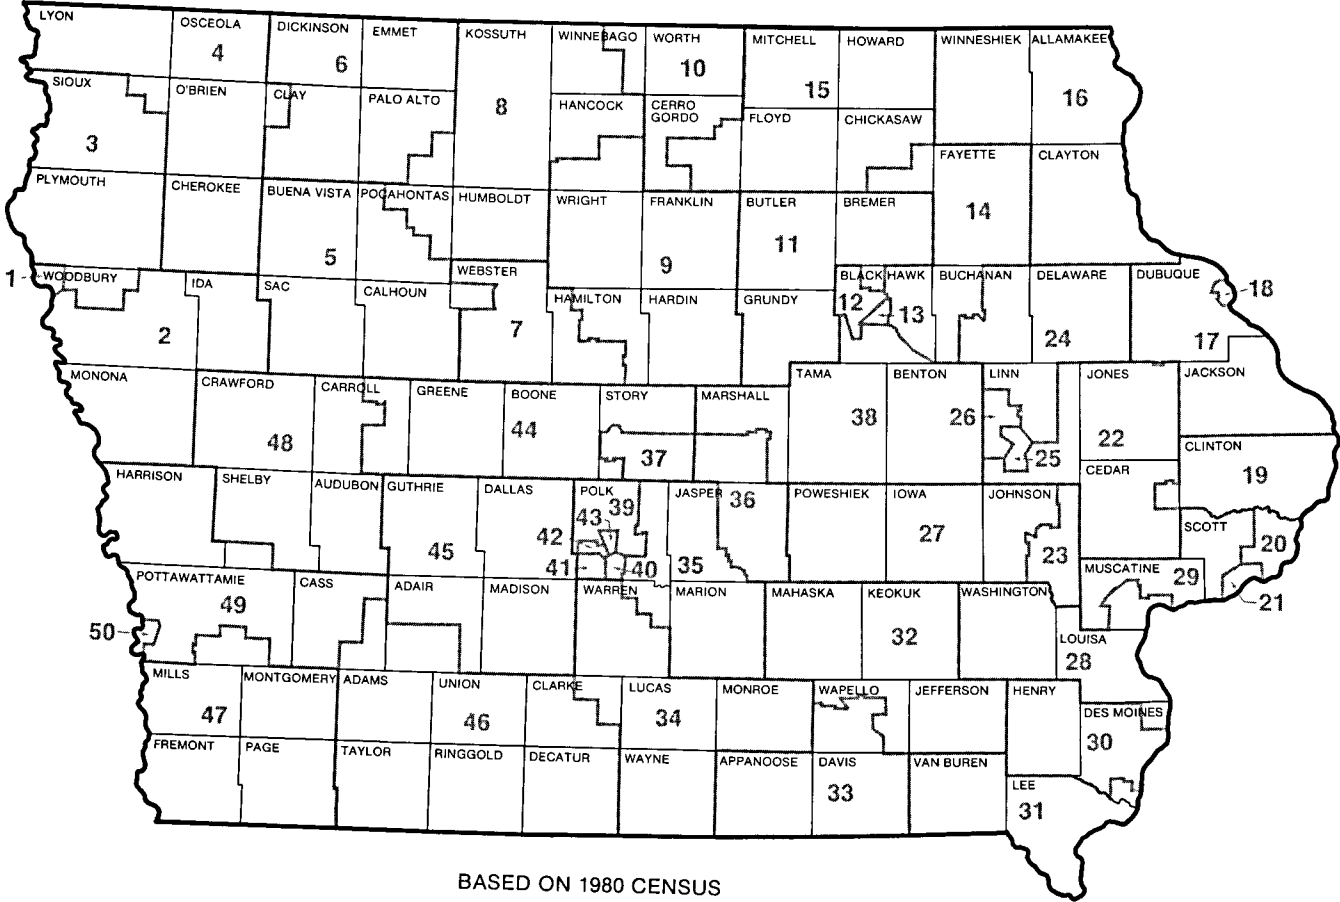 LYON
OSCEOLA
DICKINSON
EMMET
KOSSUTH
WINNEBAGO
WORTH
MITCHELL
HOWARD
WINNESHIEK
ALLAMAKEE
4
6
8
10
15
16
SIOUX
O'BRIEN
CLAY
PALO ALTO
HANCOCK
CERRO
GORDO
FLOYD
CHICKASAW
3
FAYETTE
CLAYTON
PLYMOUTH
CHEROKEE
BUENA VISTA
POCAHONTAS
HUMBOLDT
WRIGHT
FRANKLIN
BUTLER
BREMER
14
5
9
11
1
WOODBURY
IDA
SAC
CALHOUN
WEBSTER
HAMILTON
HARDIN
GRUNDY
BLACK HAWK
BUCHANAN
DELAWARE
DUBUQUE
18
12
13
2
7
24
17
MONONA
CRAWFORD
CARROLL
GREENE
BOONE
STORY
MARSHALL
TAMA
BENTON
LINN
JONES
JACKSON
48
44
37
38
26
25
22
CLINTON
19
HARRISON
SHELBY
AUDUBON
GUTHRIE
DALLAS
POLK
JASPER
36
POWESHIEK
IOWA
JOHNSON
CEDAR
SCOTT
39
43
42
41
40
45
35
27
23
20
POTTAWATTAMIE
CASS
ADAIR
MADISON
WARREN
MARION
MAHASKA
KEOKUK
WASHINGTON
MUSCATINE
29
21
49
50
32
LOUISA
28
MILLS
MONTGOMERY
ADAMS
UNION
CLARKE
LUCAS
MONROE
WAPELLO
JEFFERSON
HENRY
DES MOINES
47
46
34
30
FREMONT
PAGE
TAYLOR
RINGGOLD
DECATUR
WAYNE
APPANOOSE
DAVIS
VAN BUREN
LEE
33
31
BASED ON 1980 CENSUS